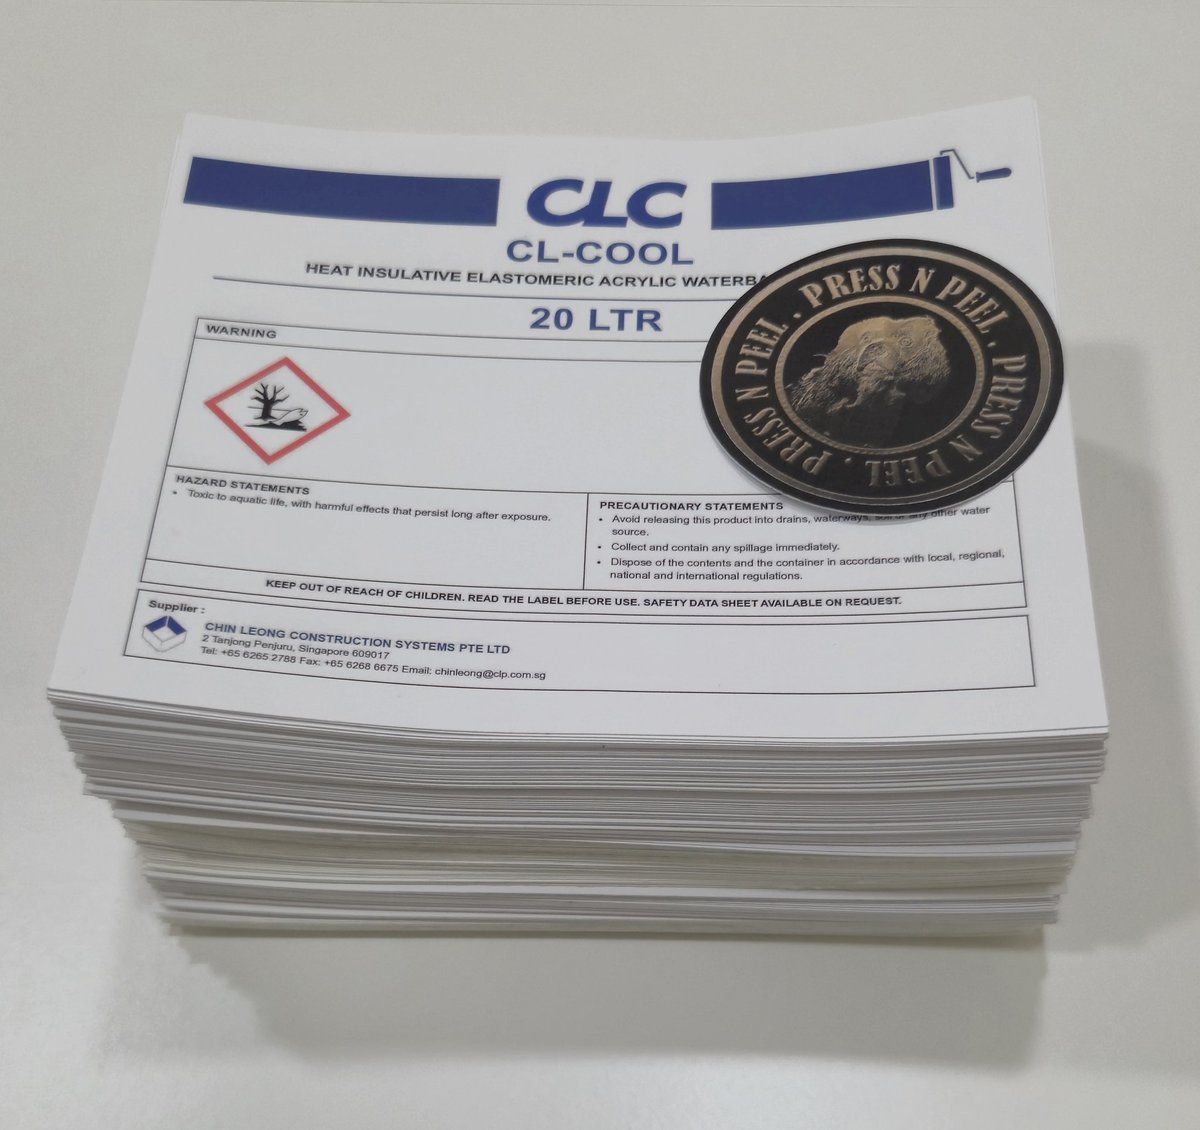 CLC
CL-COOL
HEAT INSULATIVE ELASTOMERIC ACRYLIC
20 LTR
WARNING
HAZARD STATEMENTS
• Toxic to aquatic life, with harmful effects that persist long after exposure.
PRECAUTIONARY STATEMENTS
• Avoid releasing this product into drains, waterways, soil or any other water
source.
• Collect and contain any spillage immediately.
• Dispose of the contents and the container in accordance with local, regional,
national and international regulations.
KEEP OUT OF REACH OF CHILDREN. READ THE LABEL BEFORE USE. SAFETY DATA SHEET AVAILABLE ON REQUEST.
Supplier :
CHIN LEONG CONSTRUCTION SYSTEMS PTE LTD
2 Tanjong Penjuru, Singapore 609017
Tel: +65 6265 2788 Fax: +65 6268 6675 Email: chinleong@clp.com.sg
PRESS N PEEL . PRESS N PEEL . PRESS N PEEL .